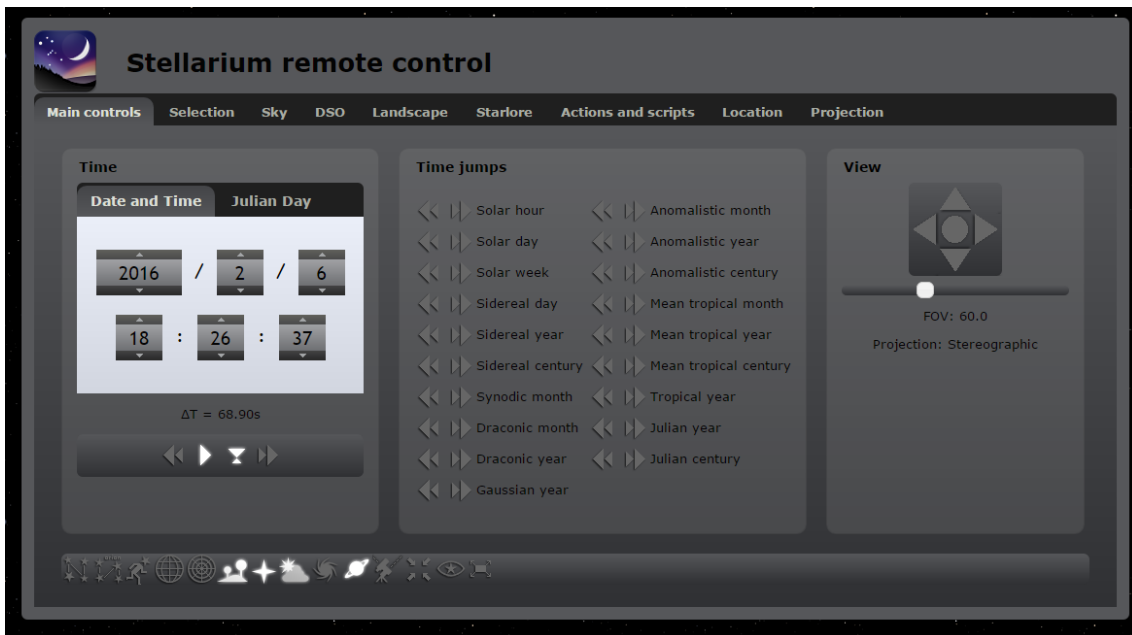 Stellarium remote control
Main controls Selection Sky DSO Landscape Starlore Actions and scripts Location Projection
Time
Date and Time Julian Day
2016 / 2 / 6
18 : 26 : 37
ΔT = 68.90s
Time jumps
Solar hour Anomalistic month
Solar day Anomalistic year
Solar week Anomalistic century
Sidereal day Mean tropical month
Sidereal year Mean tropical year
Sidereal century Mean tropical century
Synodic month Tropical year
Draconic month Julian year
Draconic year Julian century
Gaussian year
View
FOV: 60.0
Projection: Stereographic